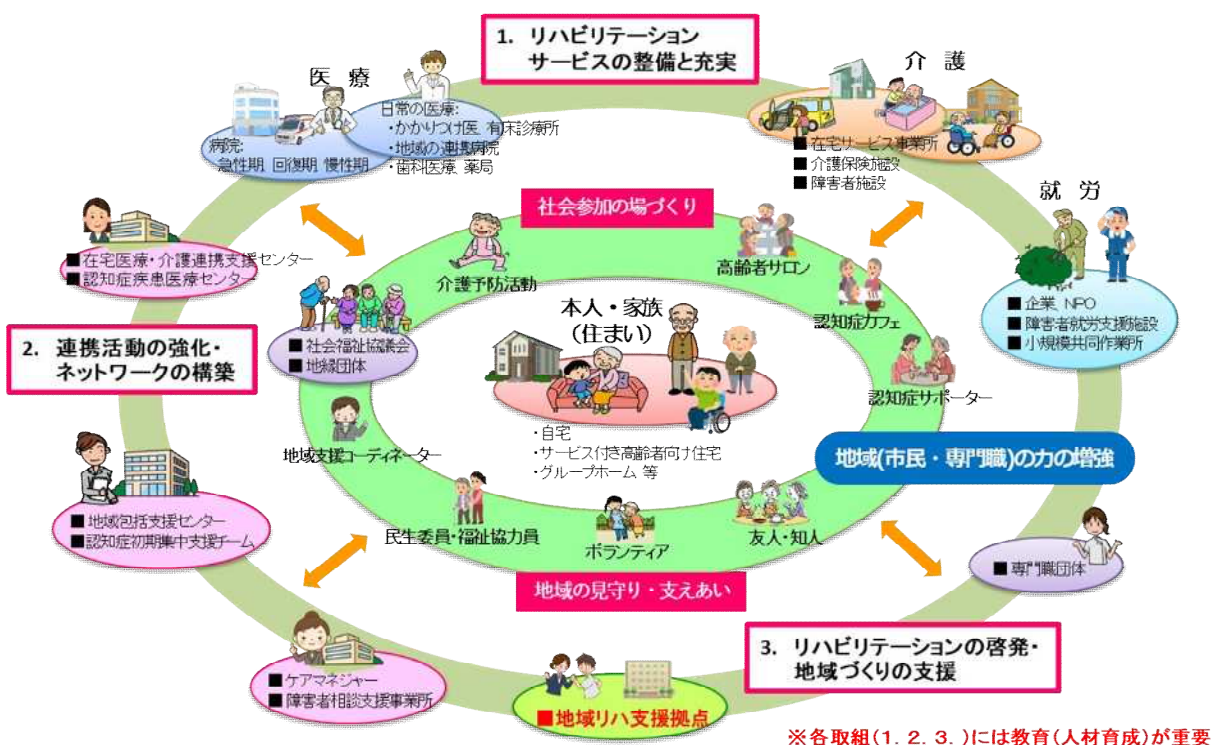 1. リハビリテーション
サービスの整備と充実
医 療
介 護
病院:
急性期 回復期 慢性期
日常の医療:
・かかりつけ医 有床診療所
・地域の連携病院
・歯科医療 薬局
■在宅サービス事業所
■介護保険施設
■障害者施設
就 労
■企業、NPO
■障害者就労支援施設
■小規模共同作業所
■在宅医療・介護連携支援センター
■認知症疾患医療センター
社会参加の場づくり
介護予防活動
高齢者サロン
認知症カフェ
認知症サポーター
本人・家族
(住まい)
・自宅
・サービス付き高齢者向け住宅
・グループホーム 等
■社会福祉協議会
■地縁団体
2. 連携活動の強化・
ネットワークの構築
地域支援コーディネーター
地域(市民・専門職)の力の増強
民生委員・福祉協力員
ボランティア
友人・知人
■地域包括支援センター
■認知症初期集中支援チーム
地域の見守り・支えあい
■専門職団体
3. リハビリテーションの啓発・
地域づくりの支援
■ケアマネジャー
■障害者相談支援事業所
■地域リハ支援拠点
※各取組(1. 2. 3. )には教育(人材育成)が重要